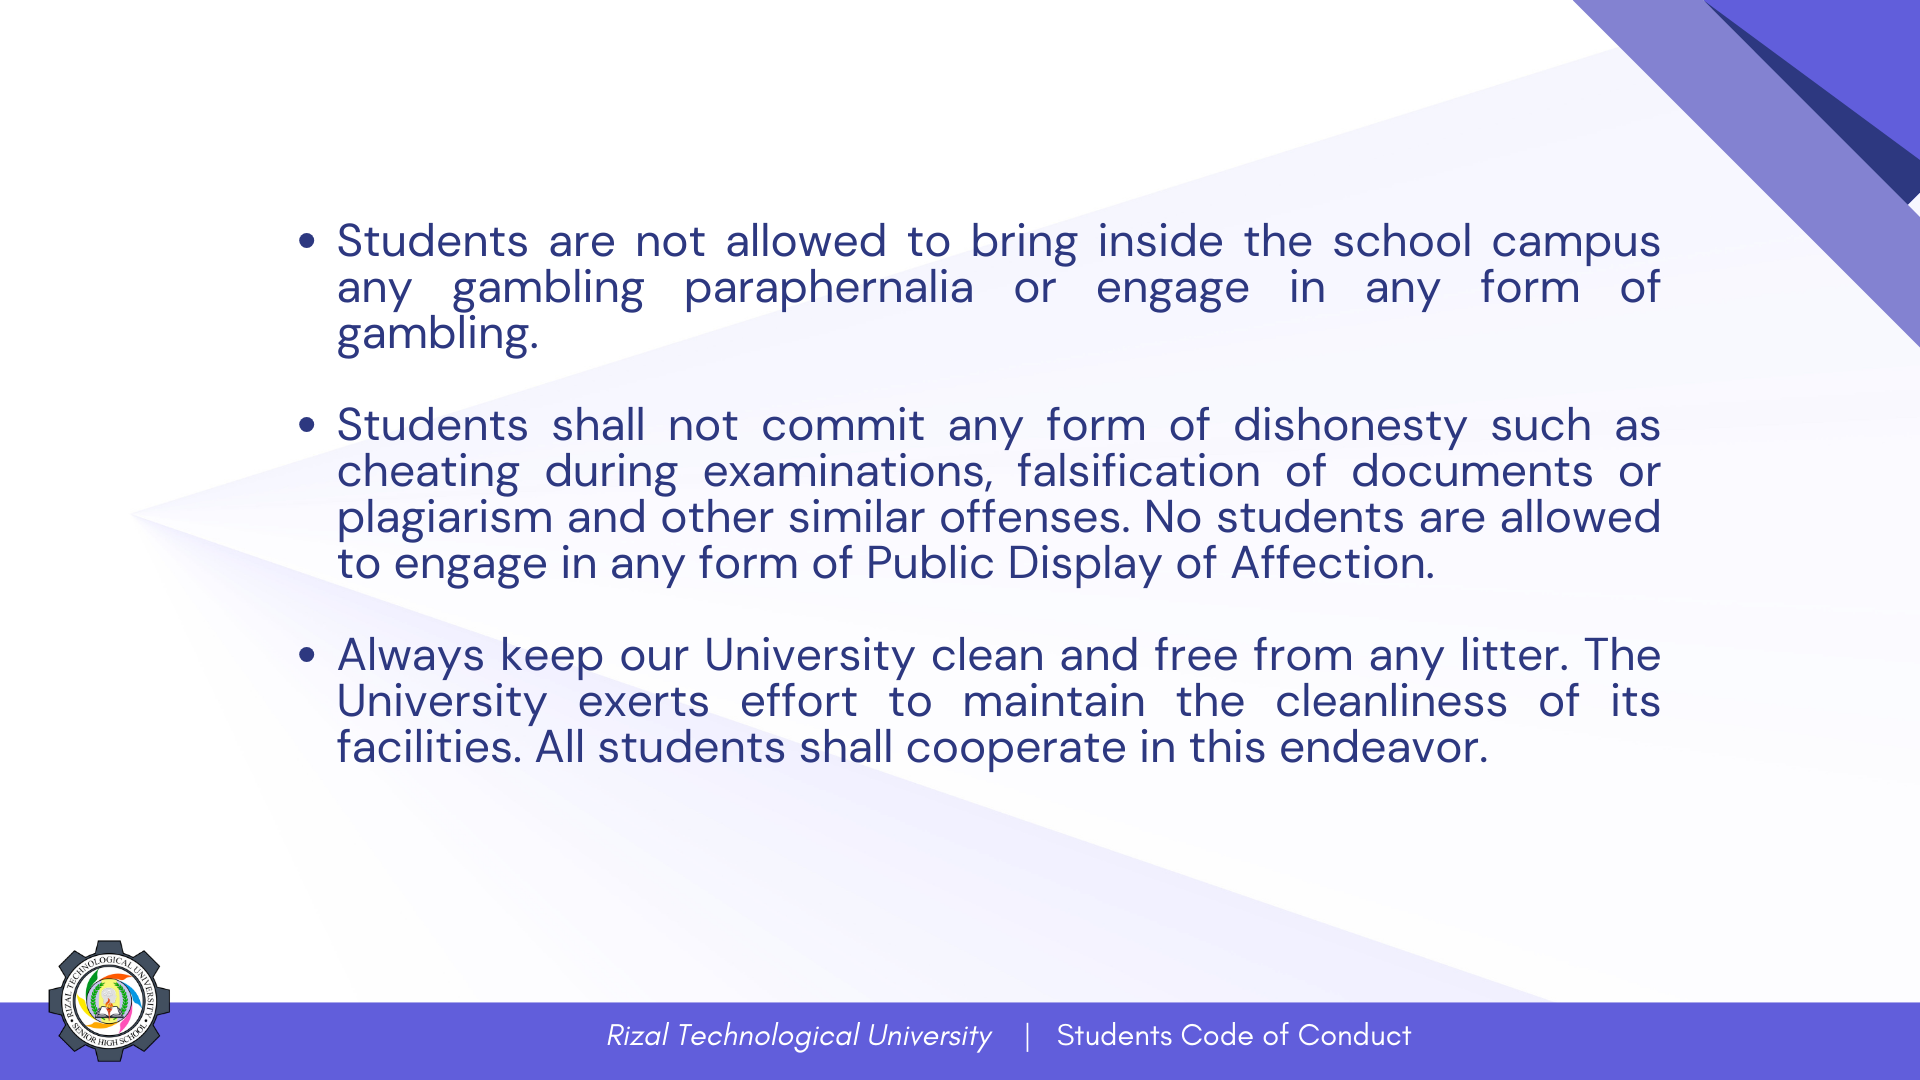 • Students are not allowed to bring inside the school campus
any gambling paraphernalia or engage in any form of
gambling.
• Students shall not commit any form of dishonesty such as
cheating during examinations, falsification of documents or
plagiarism and other similar offenses. No students are allowed
to engage in any form of Public Display of Affection.
• Always keep our University clean and free from any litter. The
University exerts effort to maintain the cleanliness of its
facilities. All students shall cooperate in this endeavor.
RIZAL TECHNOLOGICAL UNIVERSITY
• SENIOR HIGH SCHOOL •
Rizal Technological University | Students Code of Conduct